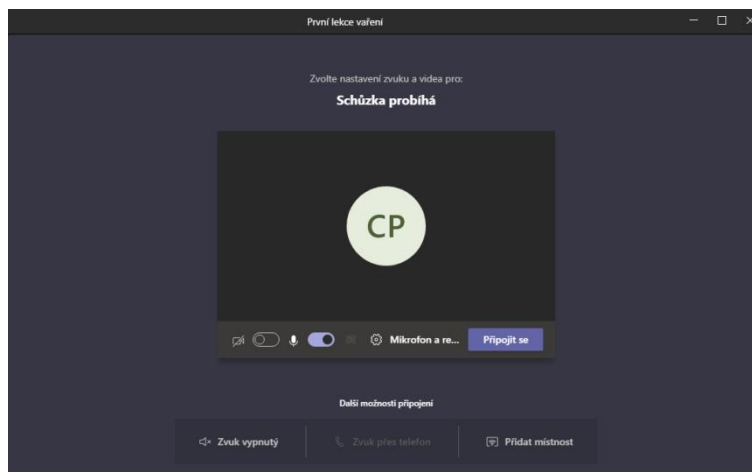 První lekce vaření
Zvolte nastavení zvuku a videa pro:
Schůzka probíhá
CP
Mikrofon a re... Připojit se
Další možnosti připojení
Zvuk vypnutý Zvuk přes telefon Přidat místnost